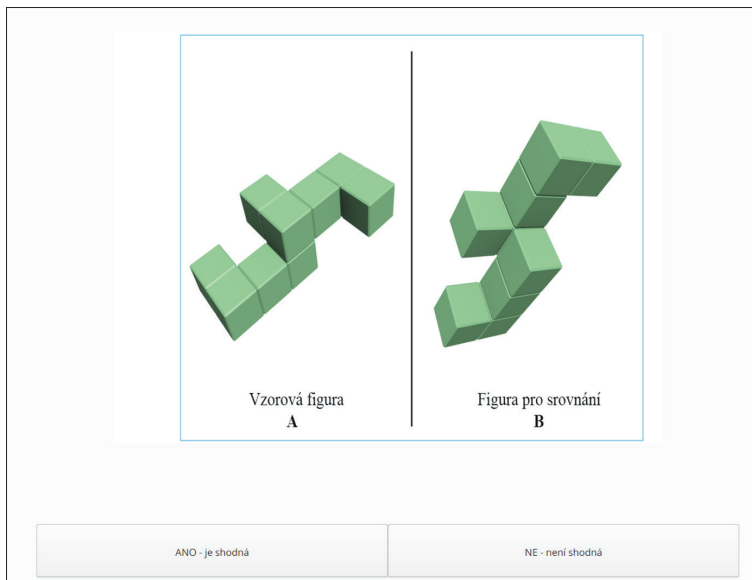 Vzorová figura
A
Figura pro srovnání
B
ANO - je shodná
NE - není shodná